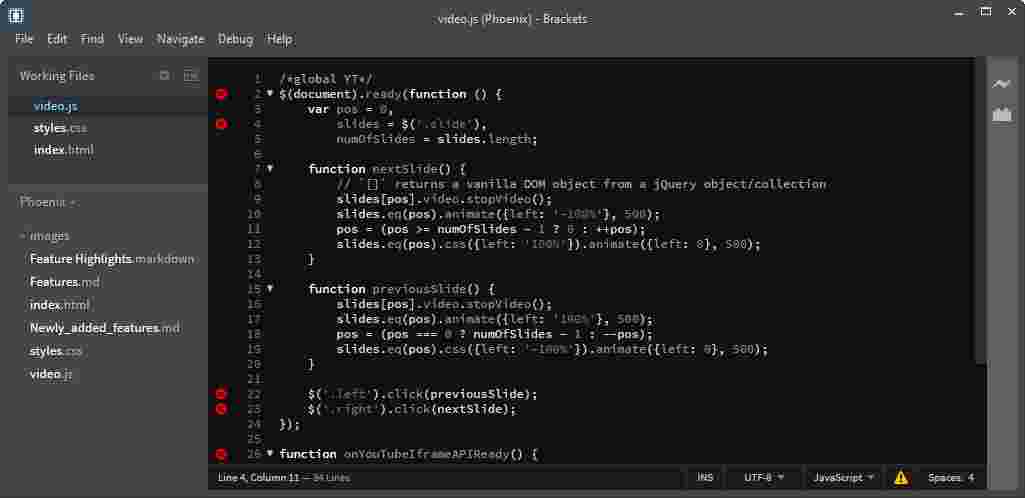 video.js (Phoenix) - Brackets
File Edit Find View Navigate Debug Help
Working Files
video.js
styles.css
index.html
Phoenix
images
Feature Highlights.markdown
Features.md
index.html
Newly_added_features.md
styles.css
video.js
1 /*global YT*/
2 $(document).ready(function () {
3 var pos = 0,
4 slides = $('.slide'),
5 numOfSlides = slides.length;
6
7 function nextSlide() {
8 // `[]` returns a vanilla DOM object from a jQuery object/collection
9 slides[pos].video.stopVideo();
10 slides.eq(pos).animate({left: '-100%'}, 500);
11 pos = (pos >= numOfSlides - 1 ? 0 : ++pos);
12 slides.eq(pos).css({left: '100%'}).animate({left: 0}, 500);
13 }
14
15 function previousSlide() {
16 slides[pos].video.stopVideo();
17 slides.eq(pos).animate({left: '100%'}, 500);
18 pos = (pos === 0 ? numOfSlides - 1 : --pos);
19 slides.eq(pos).css({left: '-100%'}).animate({left: 0}, 500);
20 }
21
22 $('.left').click(previousSlide);
23 $('.right').click(nextSlide);
24 });
25
26 function onYouTubeIframeAPIReady() {
Line 4, Column 11 — 94 Lines INS UTF-8 JavaScript Spaces: 4